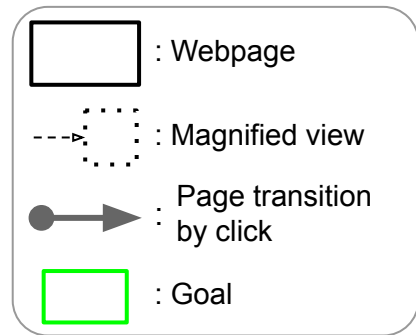 : Webpage
: Magnified view
: Page transition
by click
: Goal